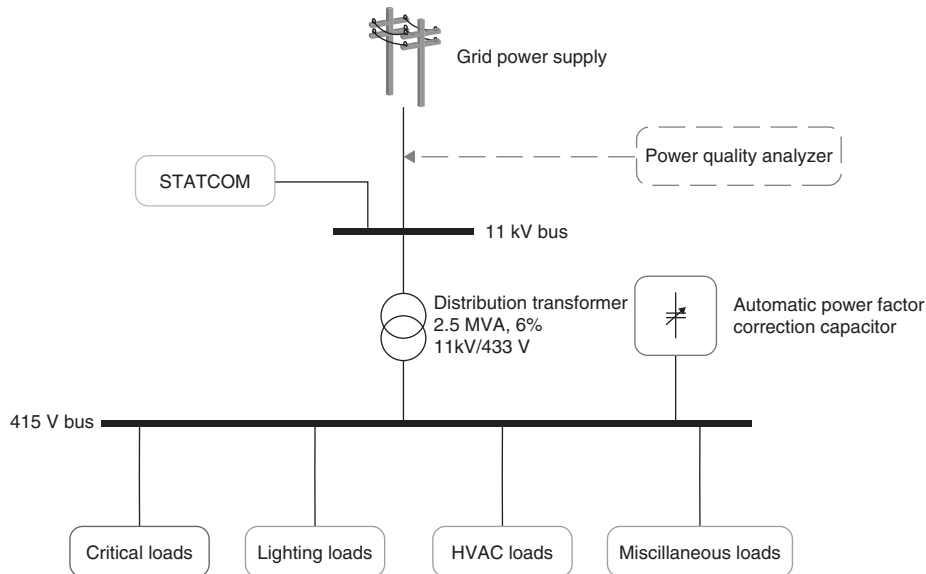 Grid power supply
Power quality analyzer
STATCOM
11 kV bus
Distribution transformer
2.5 MVA, 6%
11kV/433 V
Automatic power factor
correction capacitor
415 V bus
Critical loads
Lighting loads
HVAC loads
Miscillaneous loads